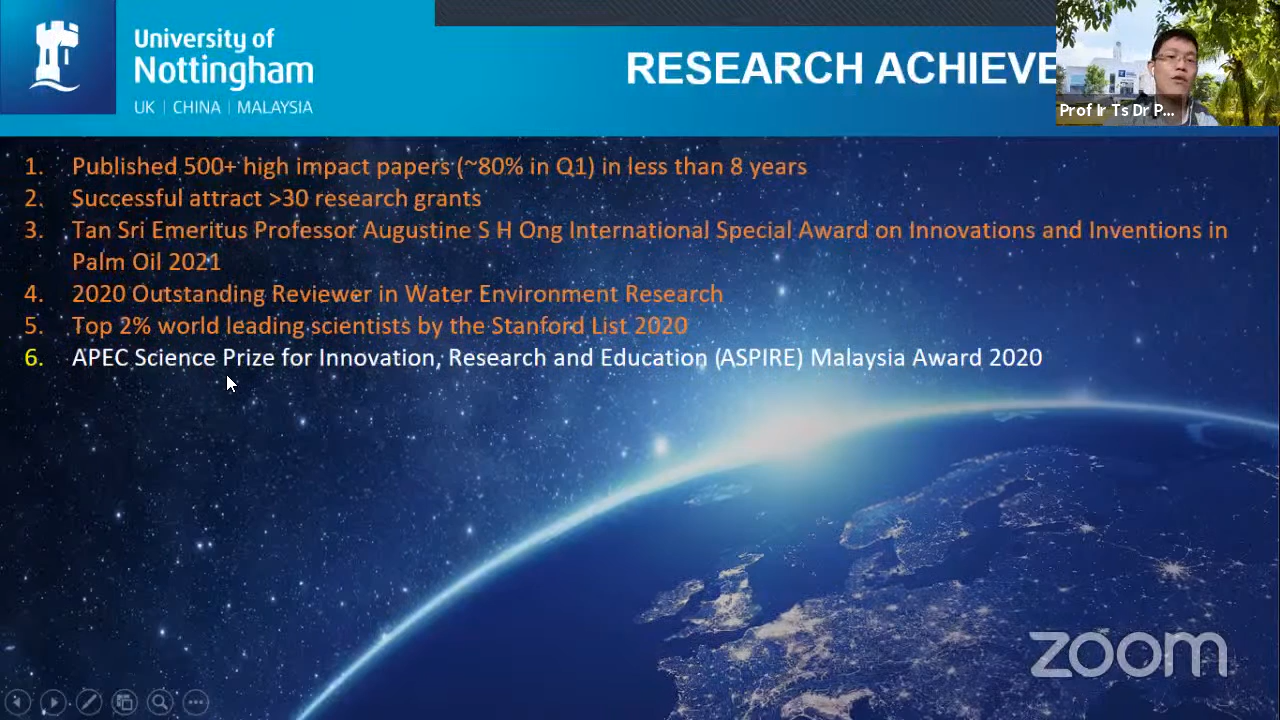 University of
Nottingham
UK | CHINA | MALAYSIA
RESEARCH ACHIEVE
Prof Ir Ts Dr P...
1. Published 500+ high impact papers (~80% in Q1) in less than 8 years
2. Successful attract >30 research grants
3. Tan Sri Emeritus Professor Augustine S H Ong International Special Award on Innovations and Inventions in
Palm Oil 2021
4. 2020 Outstanding Reviewer in Water Environment Research
5. Top 2% world leading scientists by the Stanford List 2020
6. APEC Science Prize for Innovation, Research and Education (ASPIRE) Malaysia Award 2020
zoom